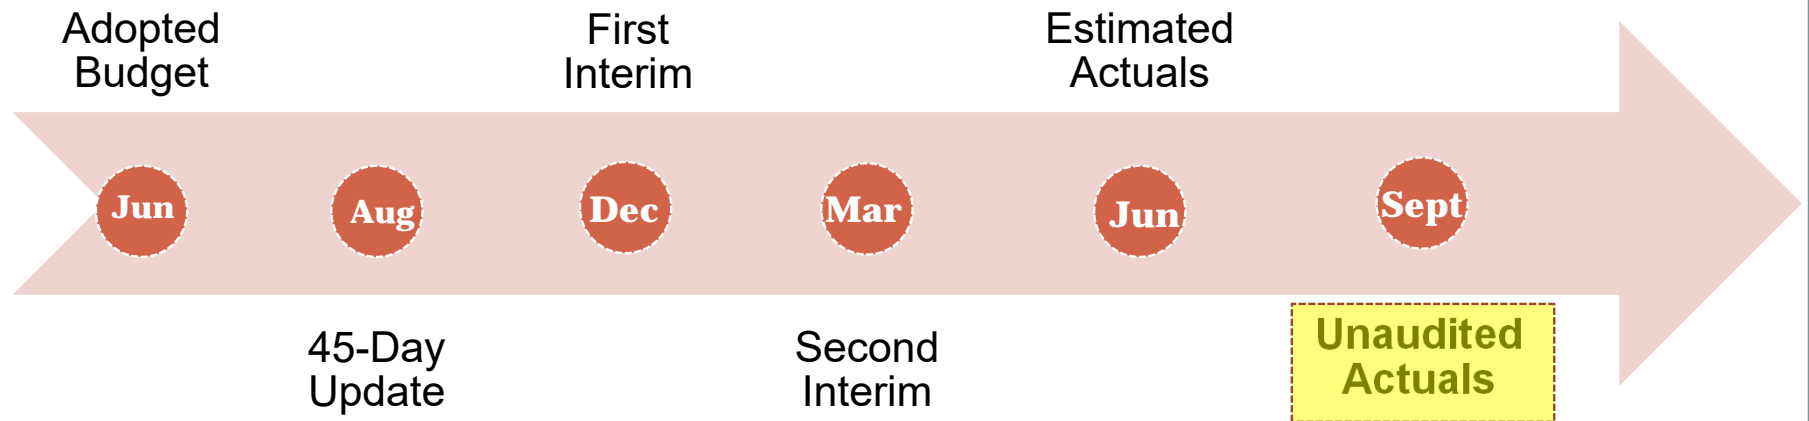 Adopted
Budget
First
Interim
Estimated
Actuals
Jun
Aug
Dec
Mar
Jun
Sept
45-Day
Update
Second
Interim
Unaudited
Actuals